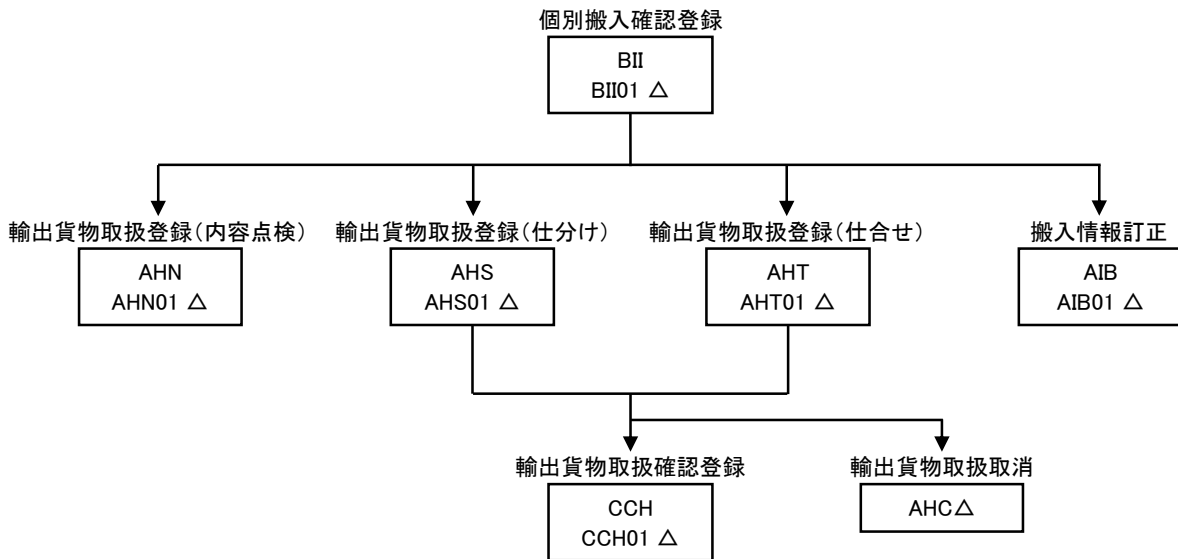 個別搬入確認登録
BII
BII01 △
輸出貨物取扱登録(内容点検)
AHN
AHN01 △
輸出貨物取扱登録(仕分け)
AHS
AHS01 △
輸出貨物取扱登録(仕合せ)
AHT
AHT01 △
搬入情報訂正
AIB
AIB01 △
輸出貨物取扱確認登録
CCH
CCH01 △
輸出貨物取扱取消
AHC△